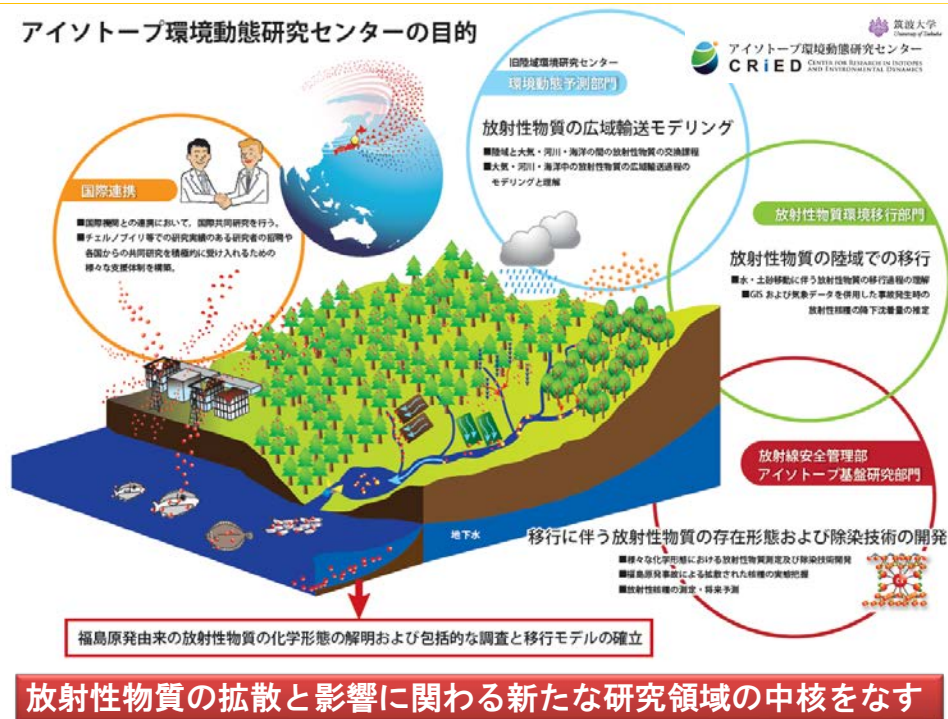 アイソトープ環境動態研究センターの目的
筑波大学
University of Tsukuba
アイソトープ環境動態研究センター
CRiED CENTER FOR RESEARCH IN ISOTOPES
AND ENVIRONMENTAL DYNAMICS
旧陸域環境研究センター
環境動態予測部門
放射性物質の広域輸送モデリング
■陸域と大気・河川・海洋の間の放射性物質の交換課程
■大気・河川・海洋中の放射性物質の広域輸送過程の
モデリングと理解
国際連携
■国際機関との連携において、国際共同研究を行う。
■チェルノブイリ等での研究実績のある研究者の招聘や
各国からの共同研究を積極的に受け入れるための
様々な支援体制を構築。
放射性物質環境移行部門
放射性物質の陸域での移行
■水・土砂移動に伴う放射性物質の移行過程の理解
■GISおよび気象データを併用した事故発生時の
放射性核種の降下沈着量の推定
放射線安全管理部
アイソトープ基盤研究部門
地下水
移行に伴う放射性物質の存在形態および除染技術の開発
■様々な化学形態における放射性物質測定及び除染技術開発
■福島原発事故による拡散された核種の実態把握
■放射性核種の測定・将来予測
Cs
福島原発由来の放射性物質の化学形態の解明および包括的な調査と移行モデルの確立
放射性物質の拡散と影響に関わる新たな研究領域の中核をなす